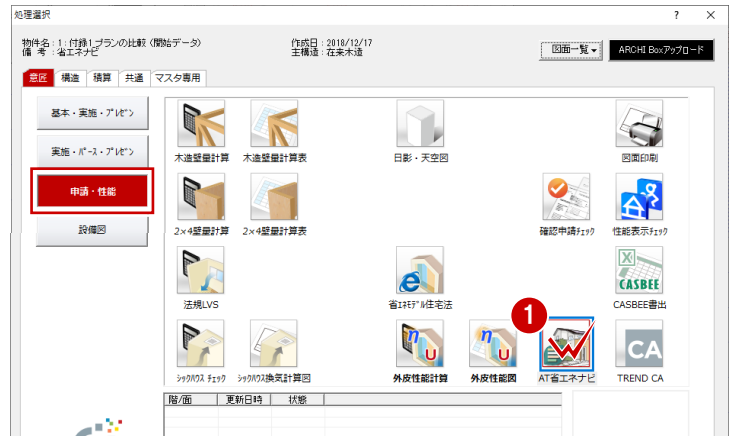 処理選択
? ×
物件名：1：付録1_プランの比較（開始データ） 作成日：2018/12/17
備 考：省エネナビ 主構造：在来木造
図面一覧▼ ARCHI Boxアップロード
意匠 構造 積算 共通 マスタ専用
基本・実施・ﾌﾟﾚｾﾞﾝ
実施・ﾊﾟｰｽ・ﾌﾟﾚｾﾞﾝ
申請・性能
設備図
木造壁量計算 木造壁量計算表 日影・天空図 図面印刷
2×4壁量計算 2×4壁量計算表 確認申請ﾁｪｯｸ 性能表示ﾁｪｯｸ
CASBEE
法規LVS 省ｴﾈﾓﾃﾞﾙ住宅法 CASBEE書出
1
n U n U CA
ｼｯｸﾊｳｽ ﾁｪｯｸ ｼｯｸﾊｳｽ換気計算図 外皮性能計算 外皮性能図 AT省エネナビ TREND CA
階/面 更新日時 状態